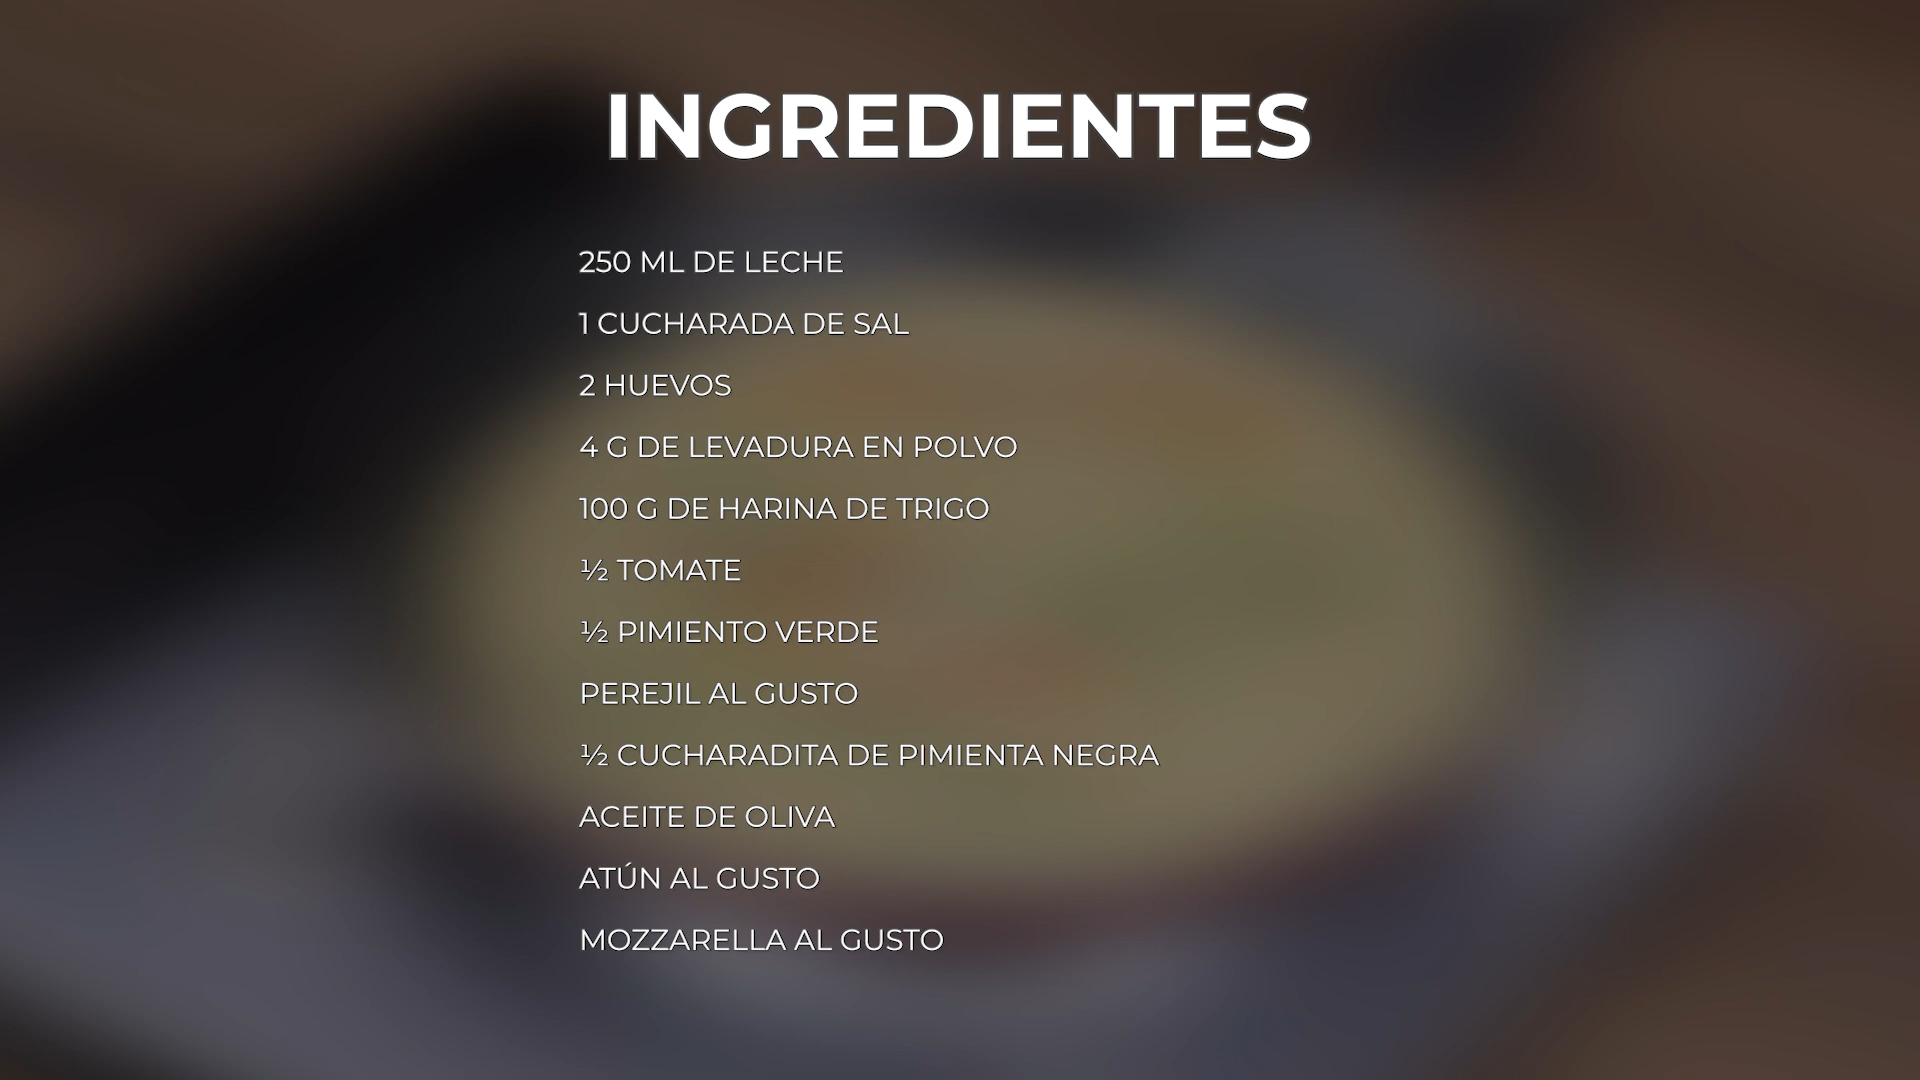 INGREDIENTES
250 ML DE LECHE
1 CUCHARADA DE SAL
2 HUEVOS
4 G DE LEVADURA EN POLVO
100 G DE HARINA DE TRIGO
½ TOMATE
½ PIMIENTO VERDE
PEREJIL AL GUSTO
½ CUCHARADITA DE PIMIENTA NEGRA
ACEITE DE OLIVA
ATÚN AL GUSTO
MOZZARELLA AL GUSTO